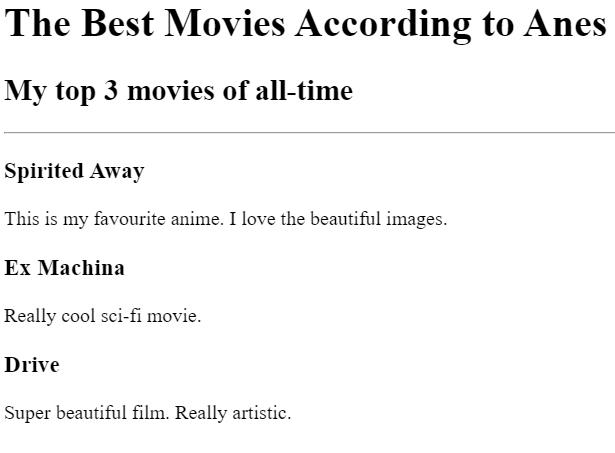 The Best Movies According to Anes
My top 3 movies of all-time
Spirited Away
This is my favourite anime. I love the beautiful images.
Ex Machina
Really cool sci-fi movie.
Drive
Super beautiful film. Really artistic.